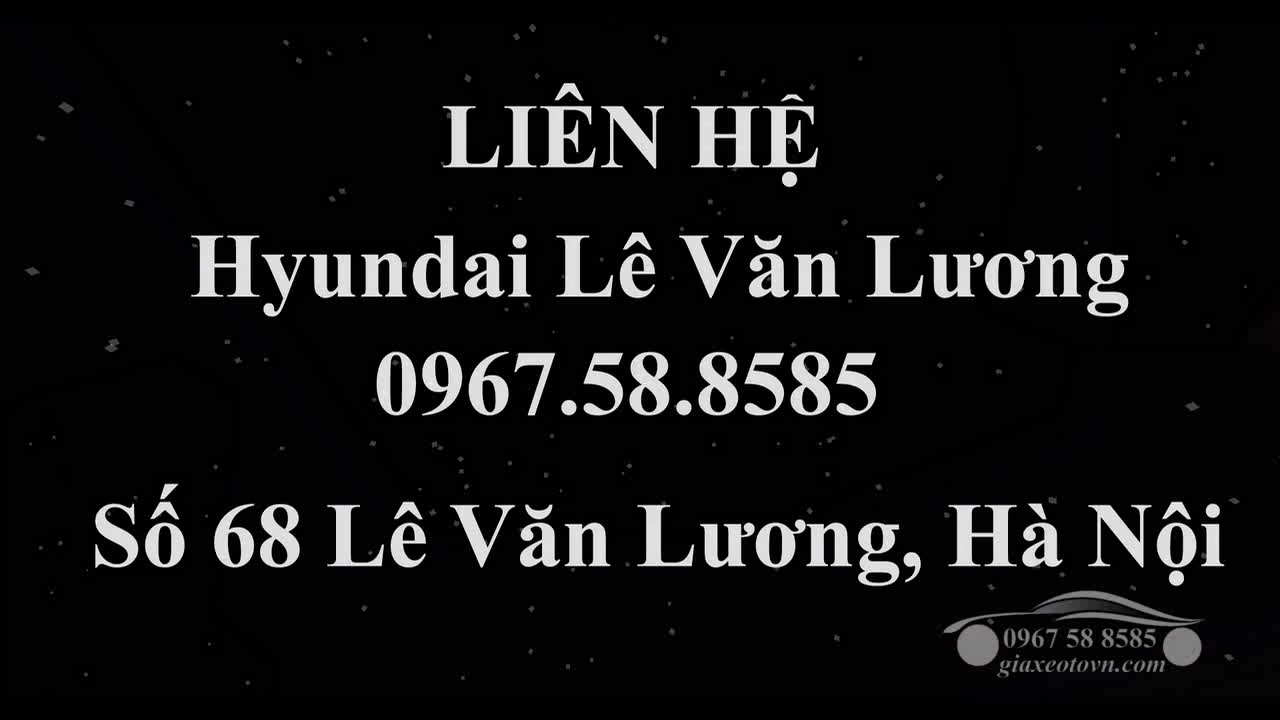 LIÊN HỆ
Hyundai Lê Văn Lương
0967.58.8585
Số 68 Lê Văn Lương, Hà Nội
0967 58 8585
giaxeotovn.com